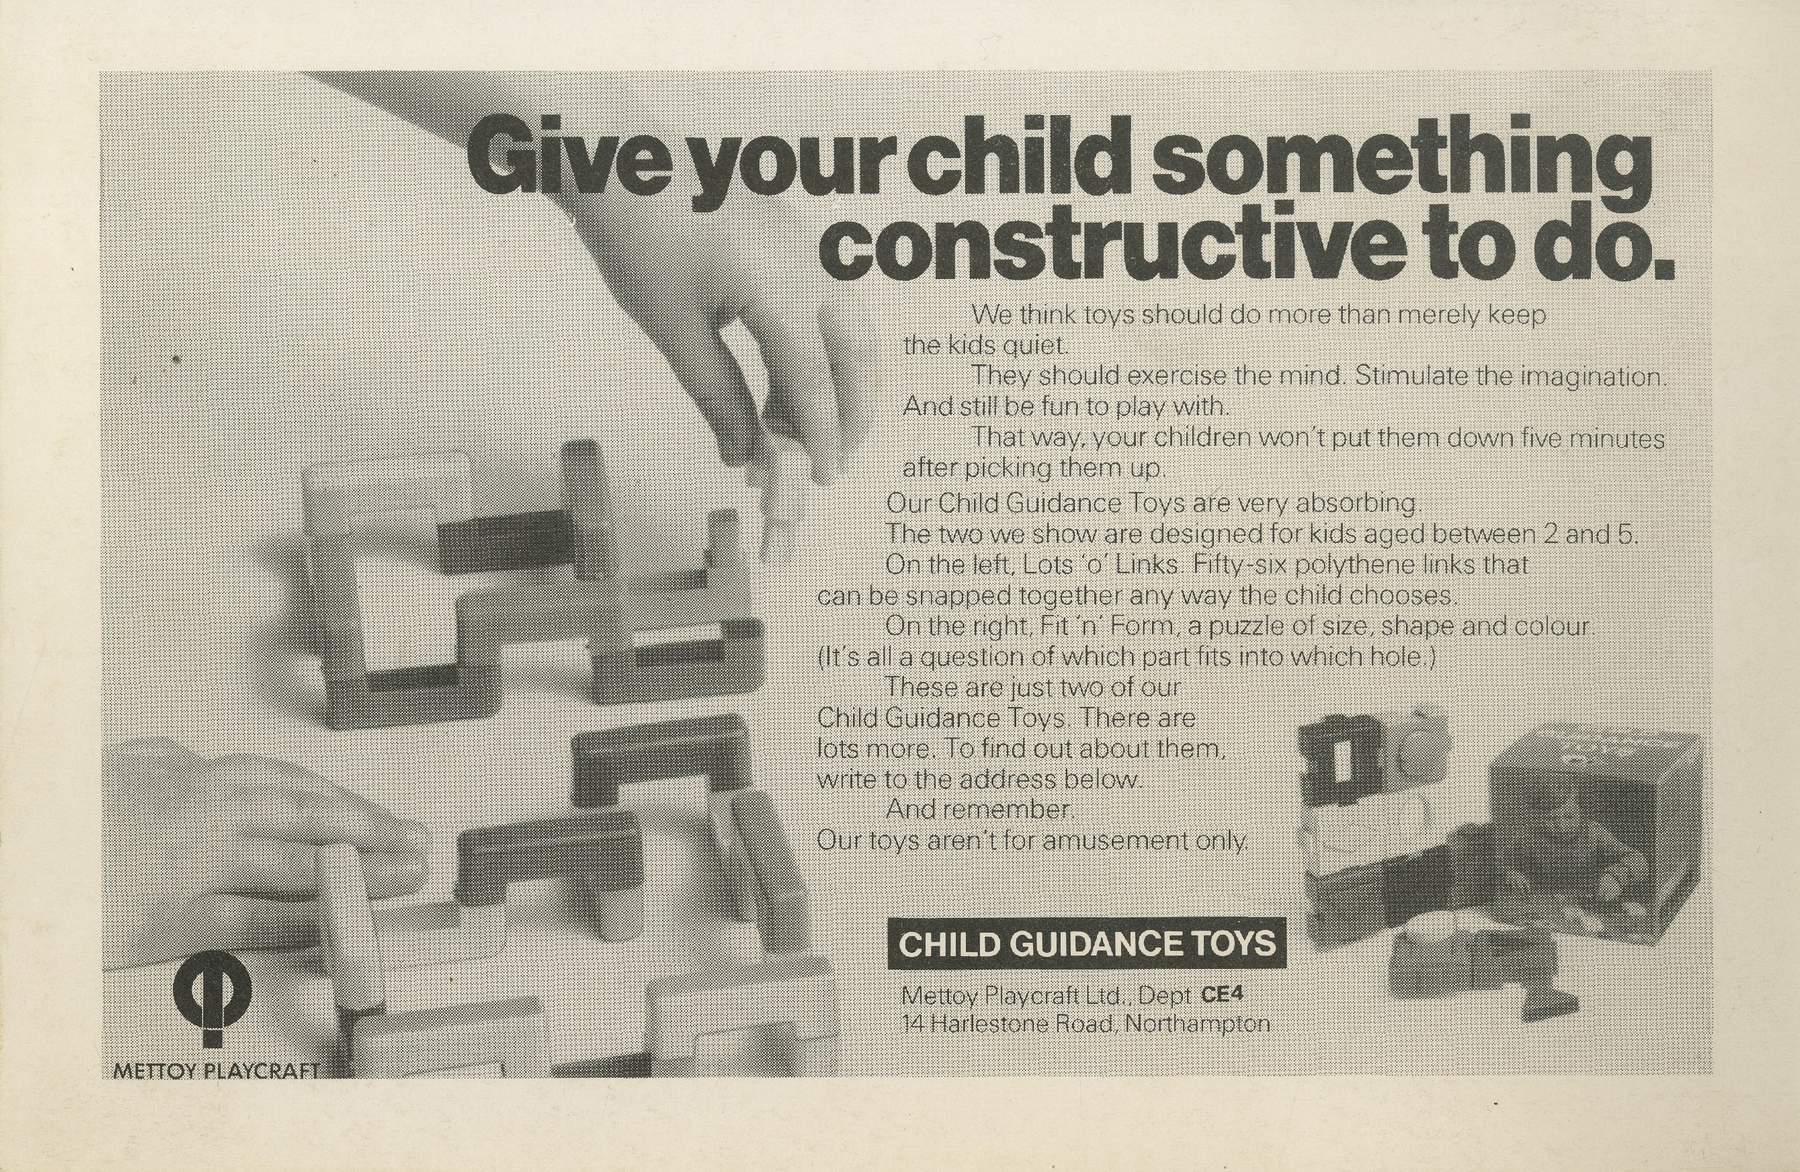 Give your child something
constructive to do.
We think toys should do more than merely keep
the kids quiet.
They should exercise the mind. Stimulate the imagination.
And still be fun to play with.
That way, your children won't put them down five minutes
after picking them up.
Our Child Guidance Toys are very absorbing.
The two we show are designed for kids aged between 2 and 5.
On the left, Lots 'o' Links. Fifty-six polythene links that
can be snapped together any way the child chooses.
On the right, Fit 'n' Form, a puzzle of size, shape and colour.
(It's all a question of which part fits into which hole.)
These are just two of our
Child Guidance Toys. There are
lots more. To find out about them,
write to the address below.
And remember.
Our toys aren't for amusement only.
CHILD GUIDANCE TOYS
Mettoy Playcraft Ltd., Dept CE4
14 Harlestone Road, Northampton
METTOY PLAYCRAFT